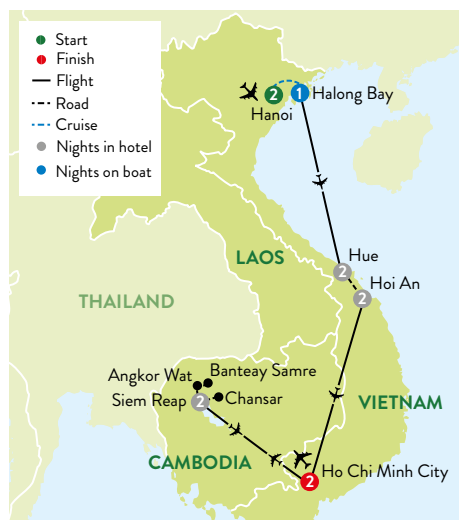 Start
Finish
Flight
Road
Cruise
Nights in hotel
Nights on boat
2
1
Halong Bay
Hanoi
Hue
2
LAOS
Hoi An
2
THAILAND
Banteay Samre
Angkor Wat
Chansar
Siem Reap
2
VIETNAM
CAMBODIA
Ho Chi Minh City
2